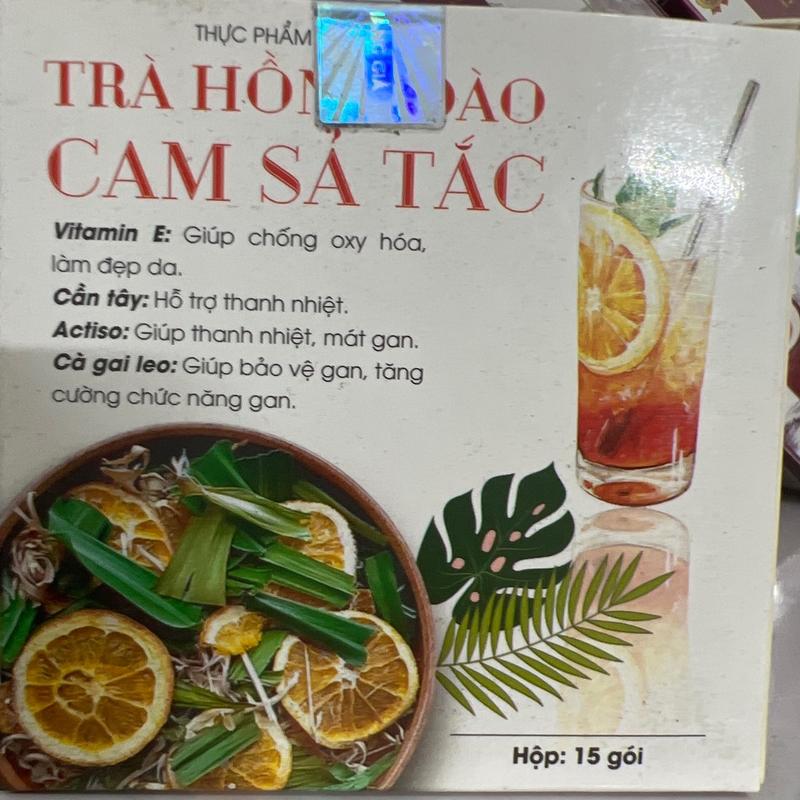 THỰC PHẨM
TRÀ HỒNG ĐÀO
CAM SẢ TẮC
Vitamin E: Giúp chống oxy hóa,
làm đẹp da.
Cần tây: Hỗ trợ thanh nhiệt.
Actiso: Giúp thanh nhiệt, mát gan.
Cà gai leo: Giúp bảo vệ gan, tăng
cường chức năng gan.
Hộp: 15 gói